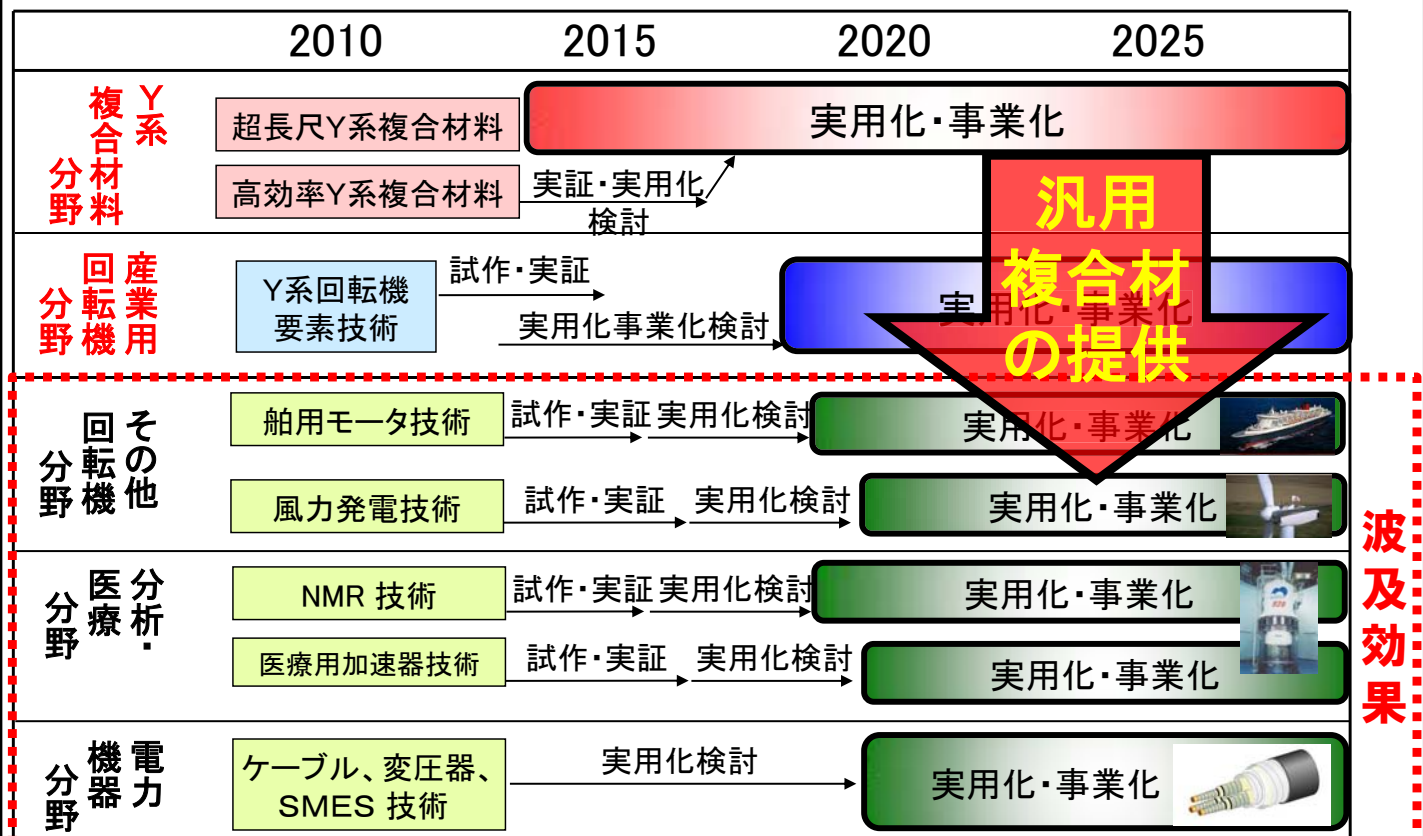 2010 2015 2020 2025
Y系
複合材料
分野
超長尺Y系複合材料
実用化・事業化
高効率Y系複合材料
実証・実用化
検討
汎用
複合材
の提供
産業用
回転機
分野
Y系回転機
要素技術
試作・実証
実用化事業化検討
実用化・事業化
その他
回転機
分野
舶用モータ技術
試作・実証
実用化検討
実用化・事業化
風力発電技術
試作・実証
実用化検討
実用化・事業化
分析・
医療
分野
NMR 技術
試作・実証
実用化検討
実用化・事業化
医療用加速器技術
試作・実証
実用化検討
実用化・事業化
電力
機器
分野
ケーブル、変圧器、
SMES 技術
実用化検討
実用化・事業化
波及効果